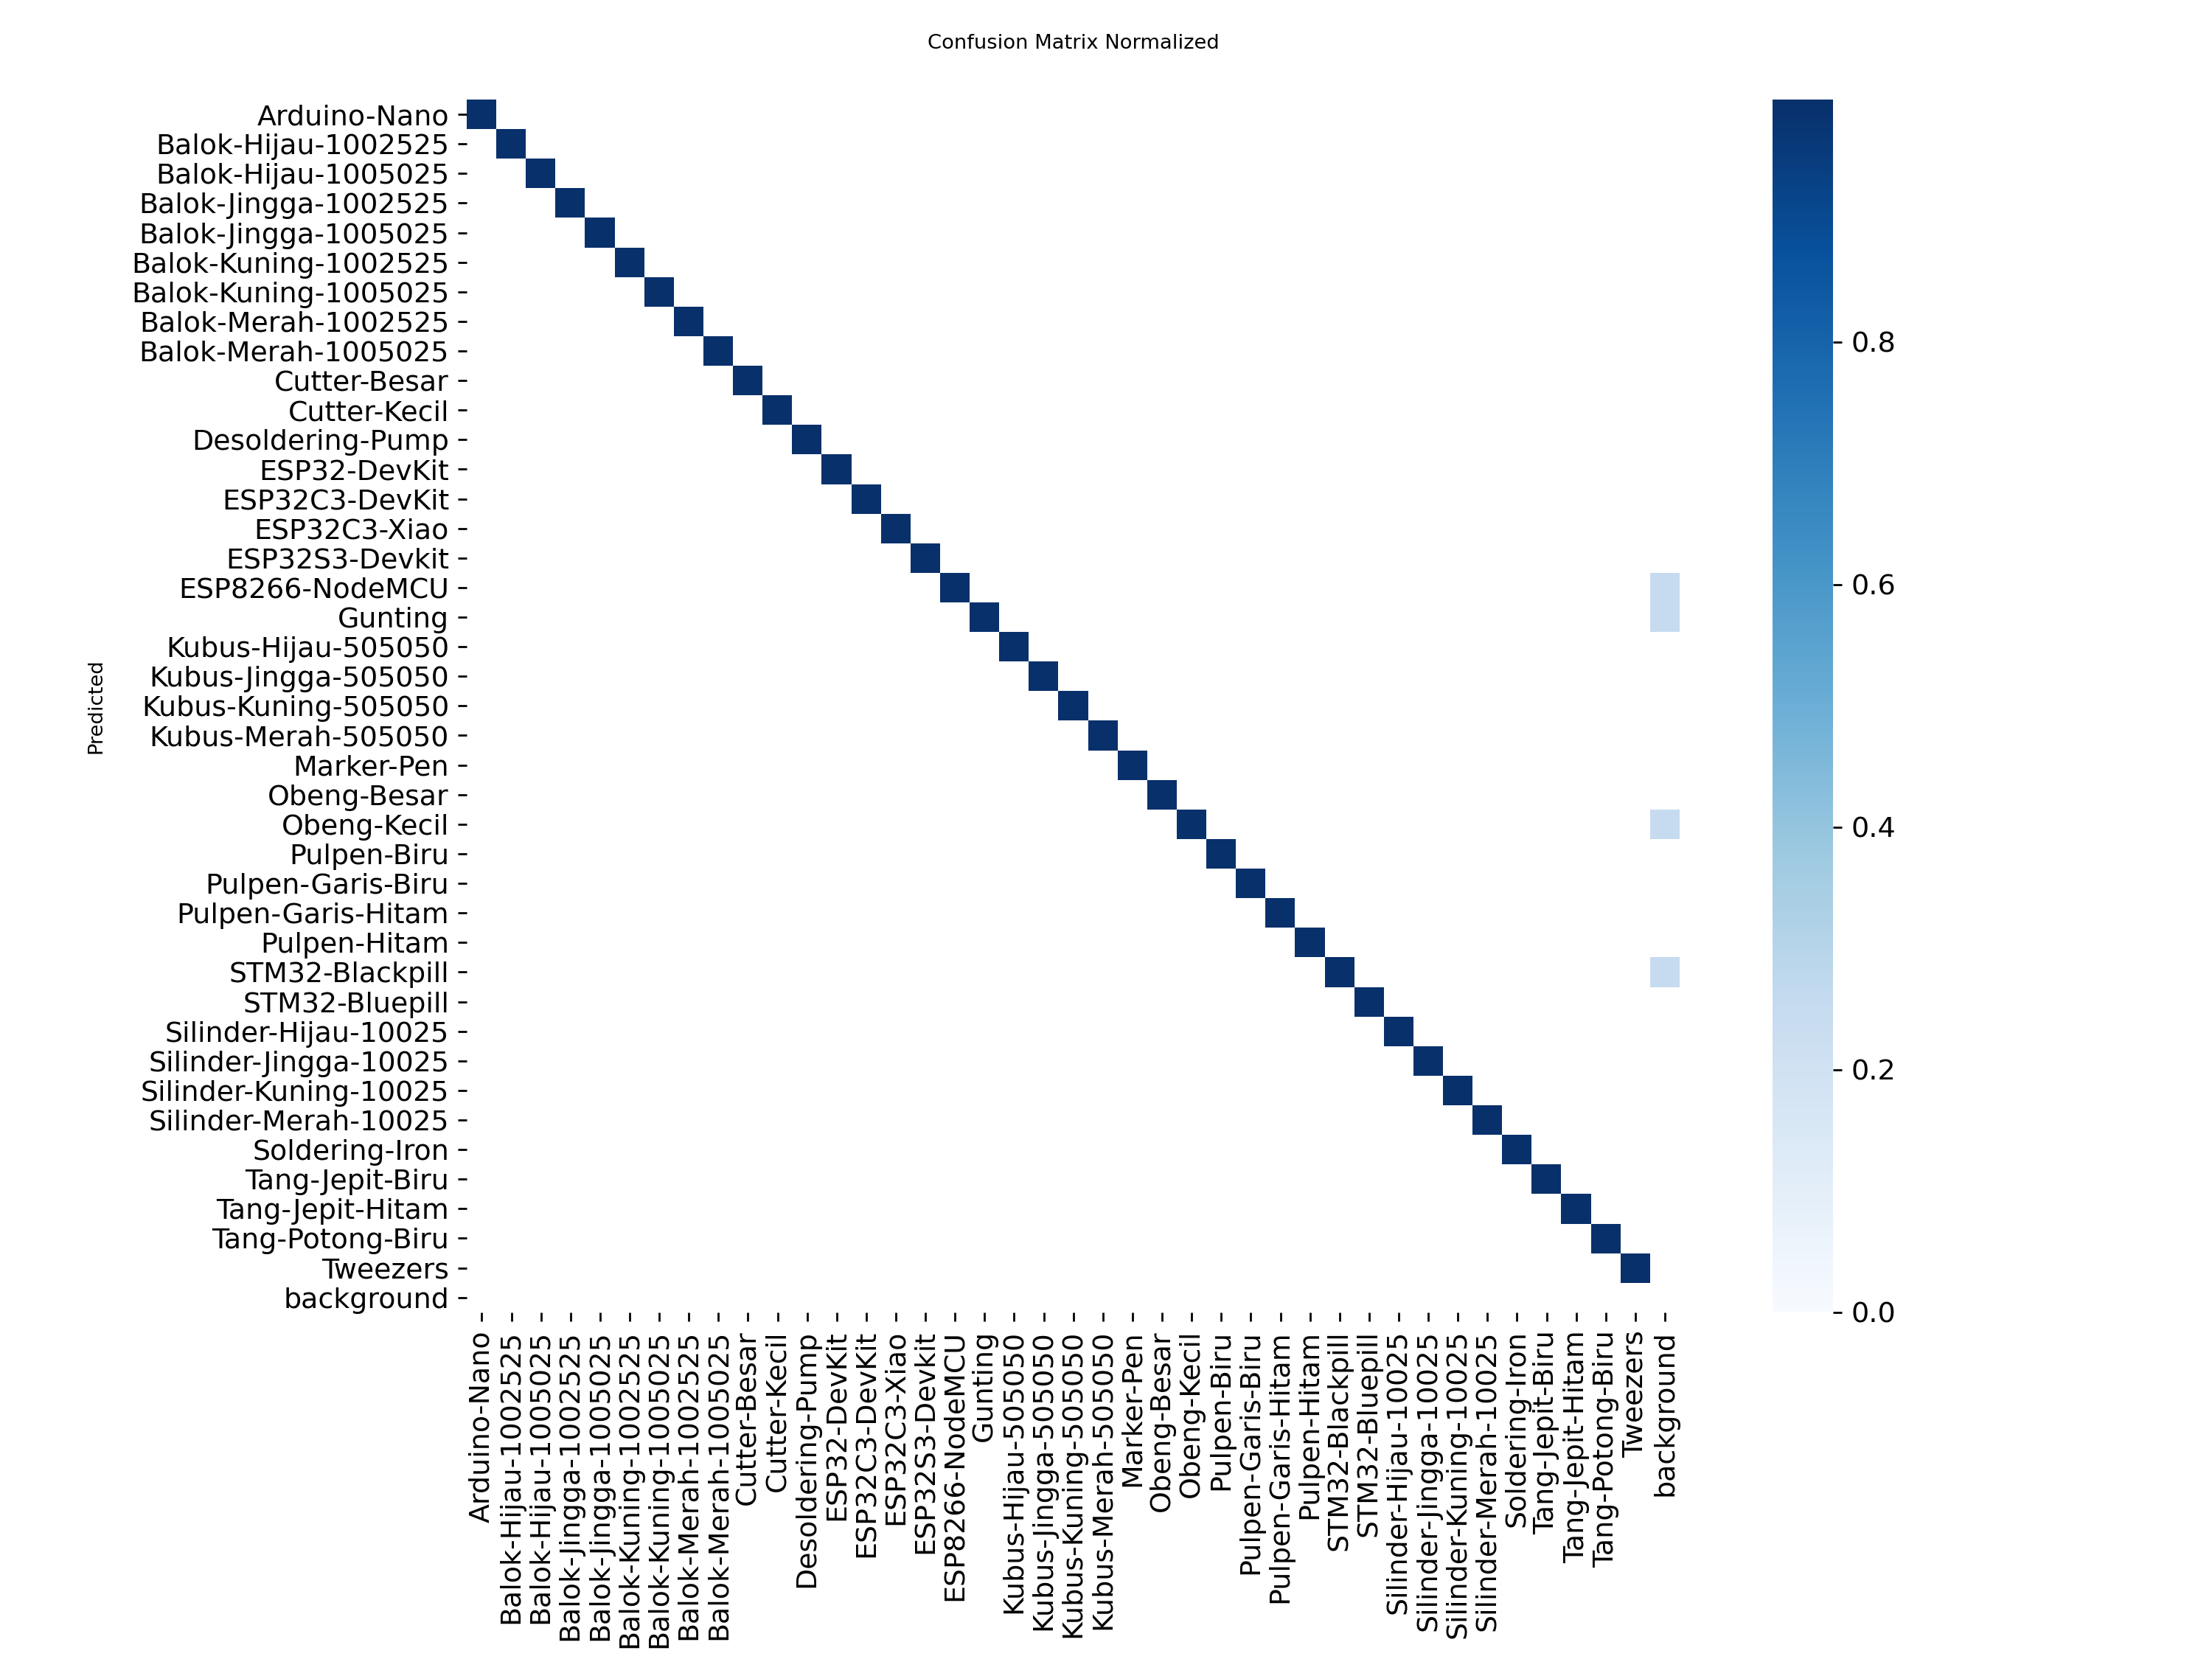 Confusion Matrix Normalized
Arduino-Nano
Balok-Hijau-1002525
Balok-Hijau-1005025
Balok-Jingga-1002525
Balok-Jingga-1005025
Balok-Kuning-1002525
Balok-Kuning-1005025
Balok-Merah-1002525
Balok-Merah-1005025
Cutter-Besar
Cutter-Kecil
Desoldering-Pump
ESP32-DevKit
ESP32C3-DevKit
ESP32C3-Xiao
ESP32S3-Devkit
ESP8266-NodeMCU
Gunting
Kubus-Hijau-505050
Kubus-Jingga-505050
Kubus-Kuning-505050
Kubus-Merah-505050
Marker-Pen
Obeng-Besar
Obeng-Kecil
Pulpen-Biru
Pulpen-Garis-Biru
Pulpen-Garis-Hitam
Pulpen-Hitam
STM32-Blackpill
STM32-Bluepill
Silinder-Hijau-10025
Silinder-Jingga-10025
Silinder-Kuning-10025
Silinder-Merah-10025
Soldering-Iron
Tang-Jepit-Biru
Tang-Jepit-Hitam
Tang-Potong-Biru
Tweezers
background
Predicted
Arduino-Nano
Balok-Hijau-1002525
Balok-Hijau-1005025
Balok-Jingga-1002525
Balok-Jingga-1005025
Balok-Kuning-1002525
Balok-Kuning-1005025
Balok-Merah-1002525
Balok-Merah-1005025
Cutter-Besar
Cutter-Kecil
Desoldering-Pump
ESP32-DevKit
ESP32C3-DevKit
ESP32C3-Xiao
ESP32S3-Devkit
ESP8266-NodeMCU
Gunting
Kubus-Hijau-505050
Kubus-Jingga-505050
Kubus-Kuning-505050
Kubus-Merah-505050
Marker-Pen
Obeng-Besar
Obeng-Kecil
Pulpen-Biru
Pulpen-Garis-Biru
Pulpen-Garis-Hitam
Pulpen-Hitam
STM32-Blackpill
STM32-Bluepill
Silinder-Hijau-10025
Silinder-Jingga-10025
Silinder-Kuning-10025
Silinder-Merah-10025
Soldering-Iron
Tang-Jepit-Biru
Tang-Jepit-Hitam
Tang-Potong-Biru
Tweezers
background
0.8
0.6
0.4
0.2
0.0